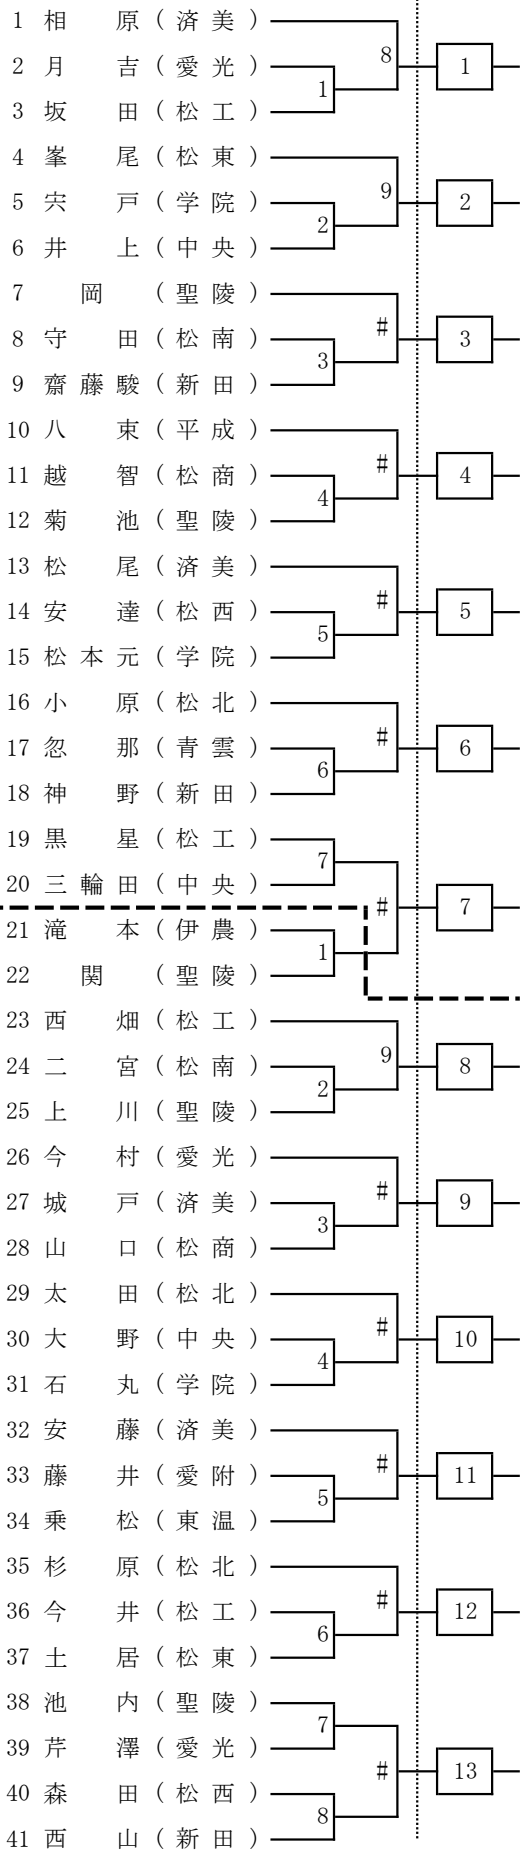 1 相原(済美)
8
1
2 月吉(愛光)
1
3 坂田(松工)
4 峯尾(松東)
9
2
5 宍戸(学院)
2
6 井上(中央)
7 岡(聖陵)
#
3
8 守田(松南)
3
9 齋藤駿(新田)
10 八束(平成)
#
4
11 越智(松商)
4
12 菊池(聖陵)
13 松尾(済美)
#
5
14 安達(松西)
5
15 松本元(学院)
16 小原(松北)
#
6
17 忽那(青雲)
6
18 神野(新田)
19 黒星(松工)
7
20 三輪田(中央)
#
7
21 滝本(伊農)
1
22 関(聖陵)
23 西畑(松工)
9
8
24 二宮(松南)
2
25 上川(聖陵)
26 今村(愛光)
#
9
27 城戸(済美)
3
28 山口(松商)
29 太田(松北)
#
10
30 大野(中央)
4
31 石丸(学院)
32 安藤(済美)
#
11
33 藤井(愛附)
5
34 乗松(東温)
35 杉原(松北)
#
12
36 今井(松工)
6
37 土居(松東)
38 池内(聖陵)
7
39 芹澤(愛光)
#
13
40 森田(松西)
8
41 西山(新田)